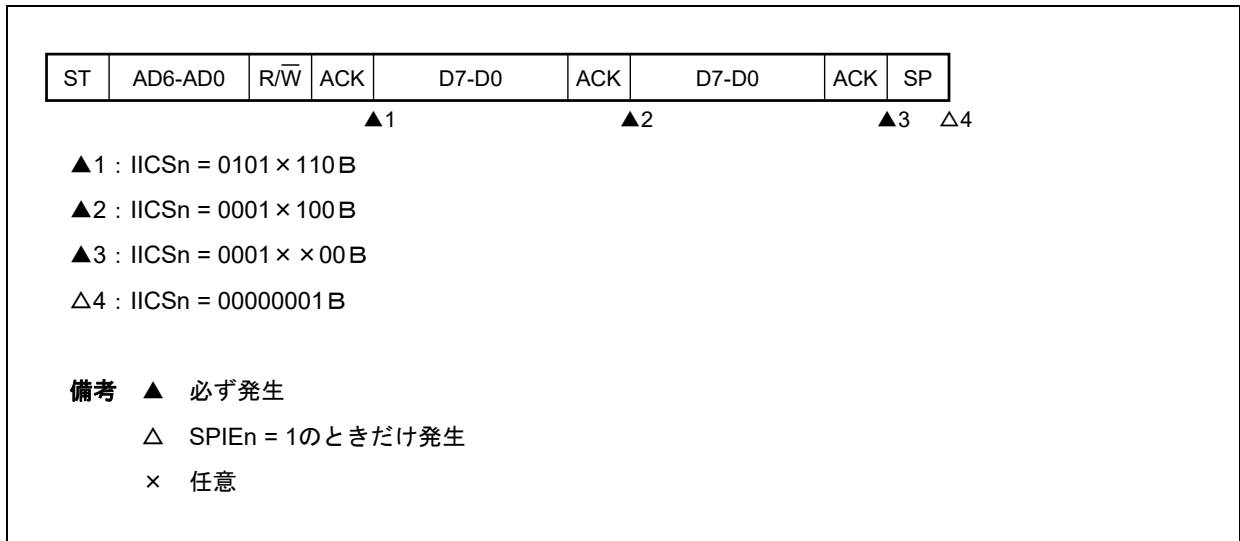 ST AD6-AD0 R/W̅ ACK D7-D0 ACK D7-D0 ACK SP
▲1 ▲2 ▲3 △4
▲1：IICSn = 0101×110B
▲2：IICSn = 0001×100B
▲3：IICSn = 0001××00B
△4：IICSn = 00000001B
備考 ▲ 必ず発生
△ SPIEn = 1のときだけ発生
× 任意